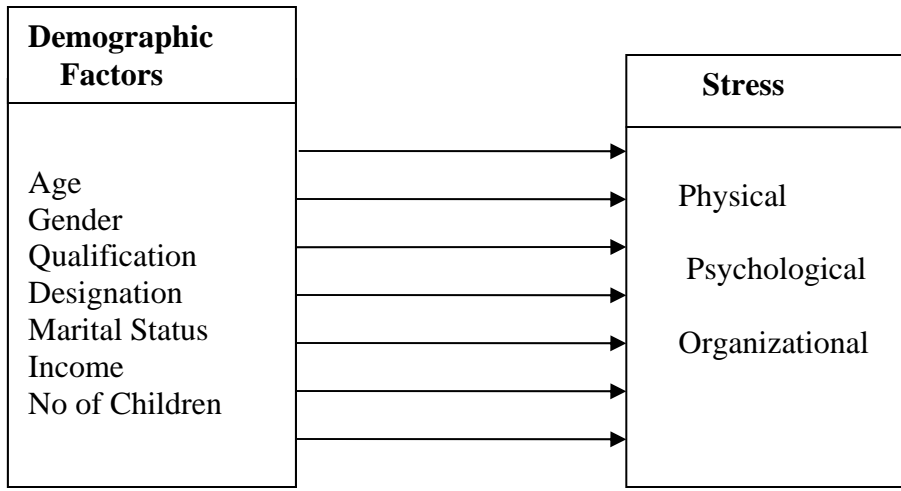 Demographic
Factors
Age
Gender
Qualification
Designation
Marital Status
Income
No of Children
Stress
Physical
Psychological
Organizational